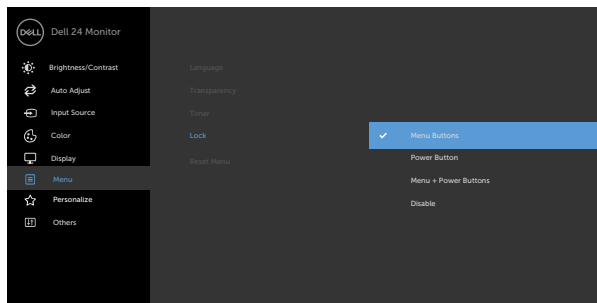 DELL
Dell 24 Monitor
Brightness/Contrast
Auto Adjust
Input Source
Color
Display
Menu
Personalize
Others
Language
Transparency
Timer
Lock
Reset Menu
Menu Buttons
Power Button
Menu + Power Buttons
Disable